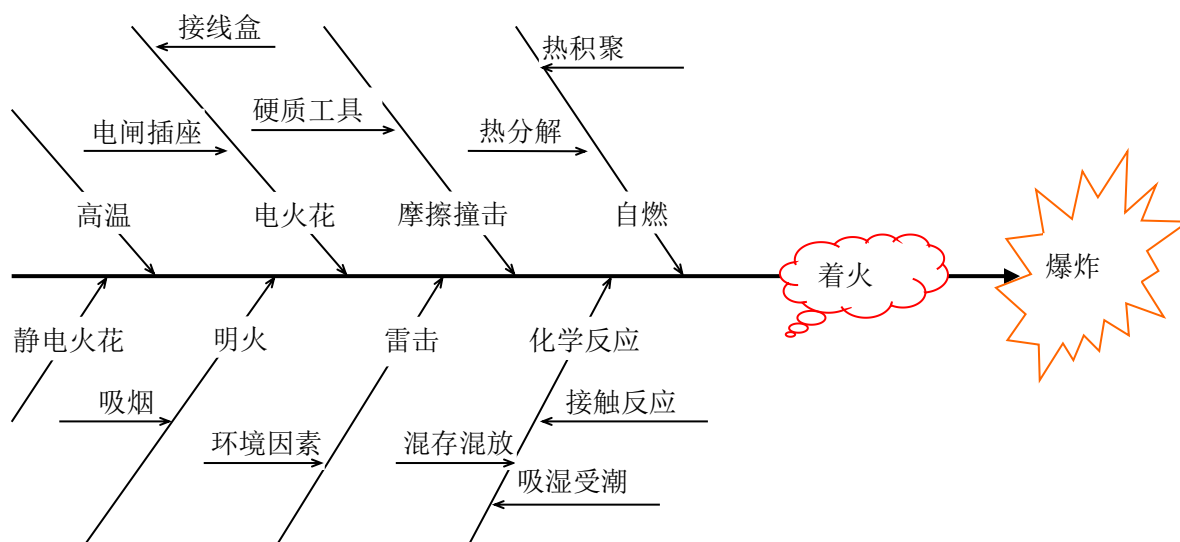 接线盒
热积聚
硬质工具
电闸插座
热分解
高温
电火花
摩擦撞击
自燃
着火
爆炸
静电火花
明火
雷击
化学反应
吸烟
接触反应
环境因素
混存混放
吸湿受潮